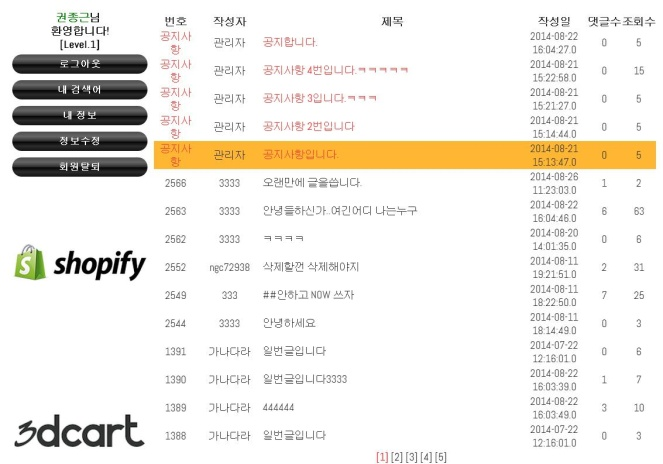 권종근님
환영합니다!
[Level.1]
로그아웃
내 검색어
내 정보
정보수정
회원탈퇴
shopify
3dcart
번호 작성자 제목 작성일 댓글수 조회수
공지사항 관리자 공지합니다. 2014-08-22 16:04:27.0 0 5
공지사항 관리자 공지사항 4번입니다.ㅋㅋㅋㅋㅋ 2014-08-21 15:22:58.0 0 15
공지사항 관리자 공지사항 3입니다.ㅋㅋㅋ 2014-08-21 15:21:27.0 0 5
공지사항 관리자 공지사항 2번입니다 2014-08-21 15:14:44.0 0 5
공지사항 관리자 공지사항입니다. 2014-08-21 15:13:47.0 0 5
2566 3333 오랜만에 글을씁니다. 2014-08-26 11:23:03.0 1 2
2563 3333 안녕들하신가..여긴어디 나는누구 2014-08-22 16:04:46.0 6 63
2562 3333 ㅋㅋㅋㅋ 2014-08-20 14:01:35.0 0 6
2552 ngc72938 삭제할껀 삭제해야지 2014-08-11 19:21:51.0 2 31
2549 333 ##안하고 NOW 쓰자 2014-08-11 18:22:50.0 7 25
2544 3333 안녕하세요 2014-08-11 18:14:49.0 0 3
1391 가나다라 일번글입니다 2014-07-22 12:16:01.0 0 6
1390 가나다라 일번글입니다3333 2014-08-22 16:03:39.0 1 7
1389 가나다라 444444 2014-08-22 16:03:49.0 3 10
1388 가나다라 일번글입니다 2014-07-22 12:16:01.0 0 3
[1] [2] [3] [4] [5]